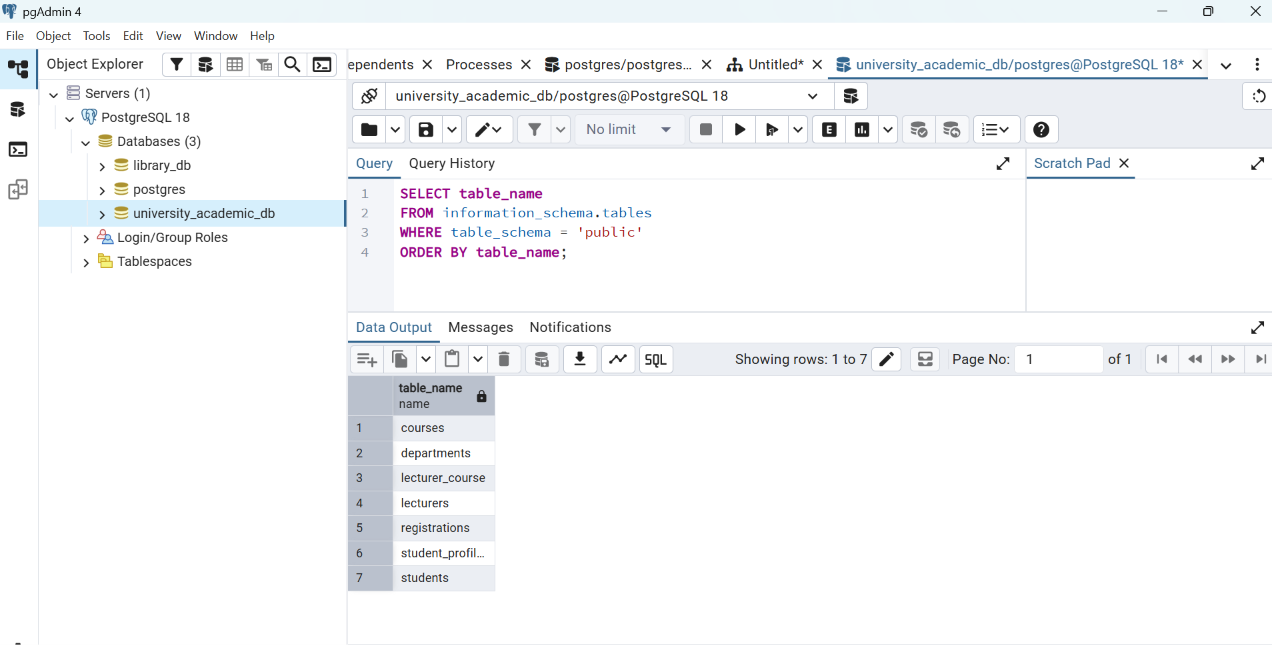 pgAdmin 4
File Object Tools Edit View Window Help
Object Explorer
ependents Processes postgres/postgres... Untitled* university_academic_db/postgres@PostgreSQL 18*
Servers (1)
PostgreSQL 18
Databases (3)
library_db
postgres
university_academic_db
Login/Group Roles
Tablespaces
university_academic_db/postgres@PostgreSQL 18
No limit
E
SQL
Query Query History
Scratch Pad
1 SELECT table_name
2 FROM information_schema.tables
3 WHERE table_schema = 'public'
4 ORDER BY table_name;
Data Output Messages Notifications
Showing rows: 1 to 7 Page No: 1 of 1
table_name
name
1 courses
2 departments
3 lecturer_course
4 lecturers
5 registrations
6 student_profil...
7 students